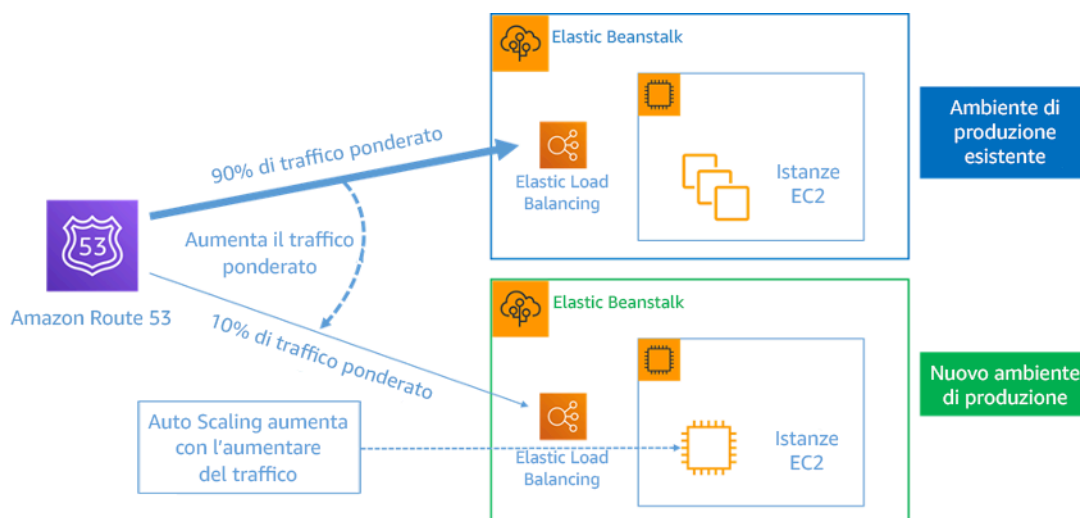 Elastic Beanstalk
90% di traffico ponderato
Elastic Load
Balancing
Istanze
EC2
Ambiente di
produzione
esistente
53
Amazon Route 53
Aumenta il traffico
ponderato
10% di traffico ponderato
Elastic Beanstalk
Auto Scaling aumenta
con l'aumentare
del traffico
Elastic Load
Balancing
Istanze
EC2
Nuovo ambiente
di produzione